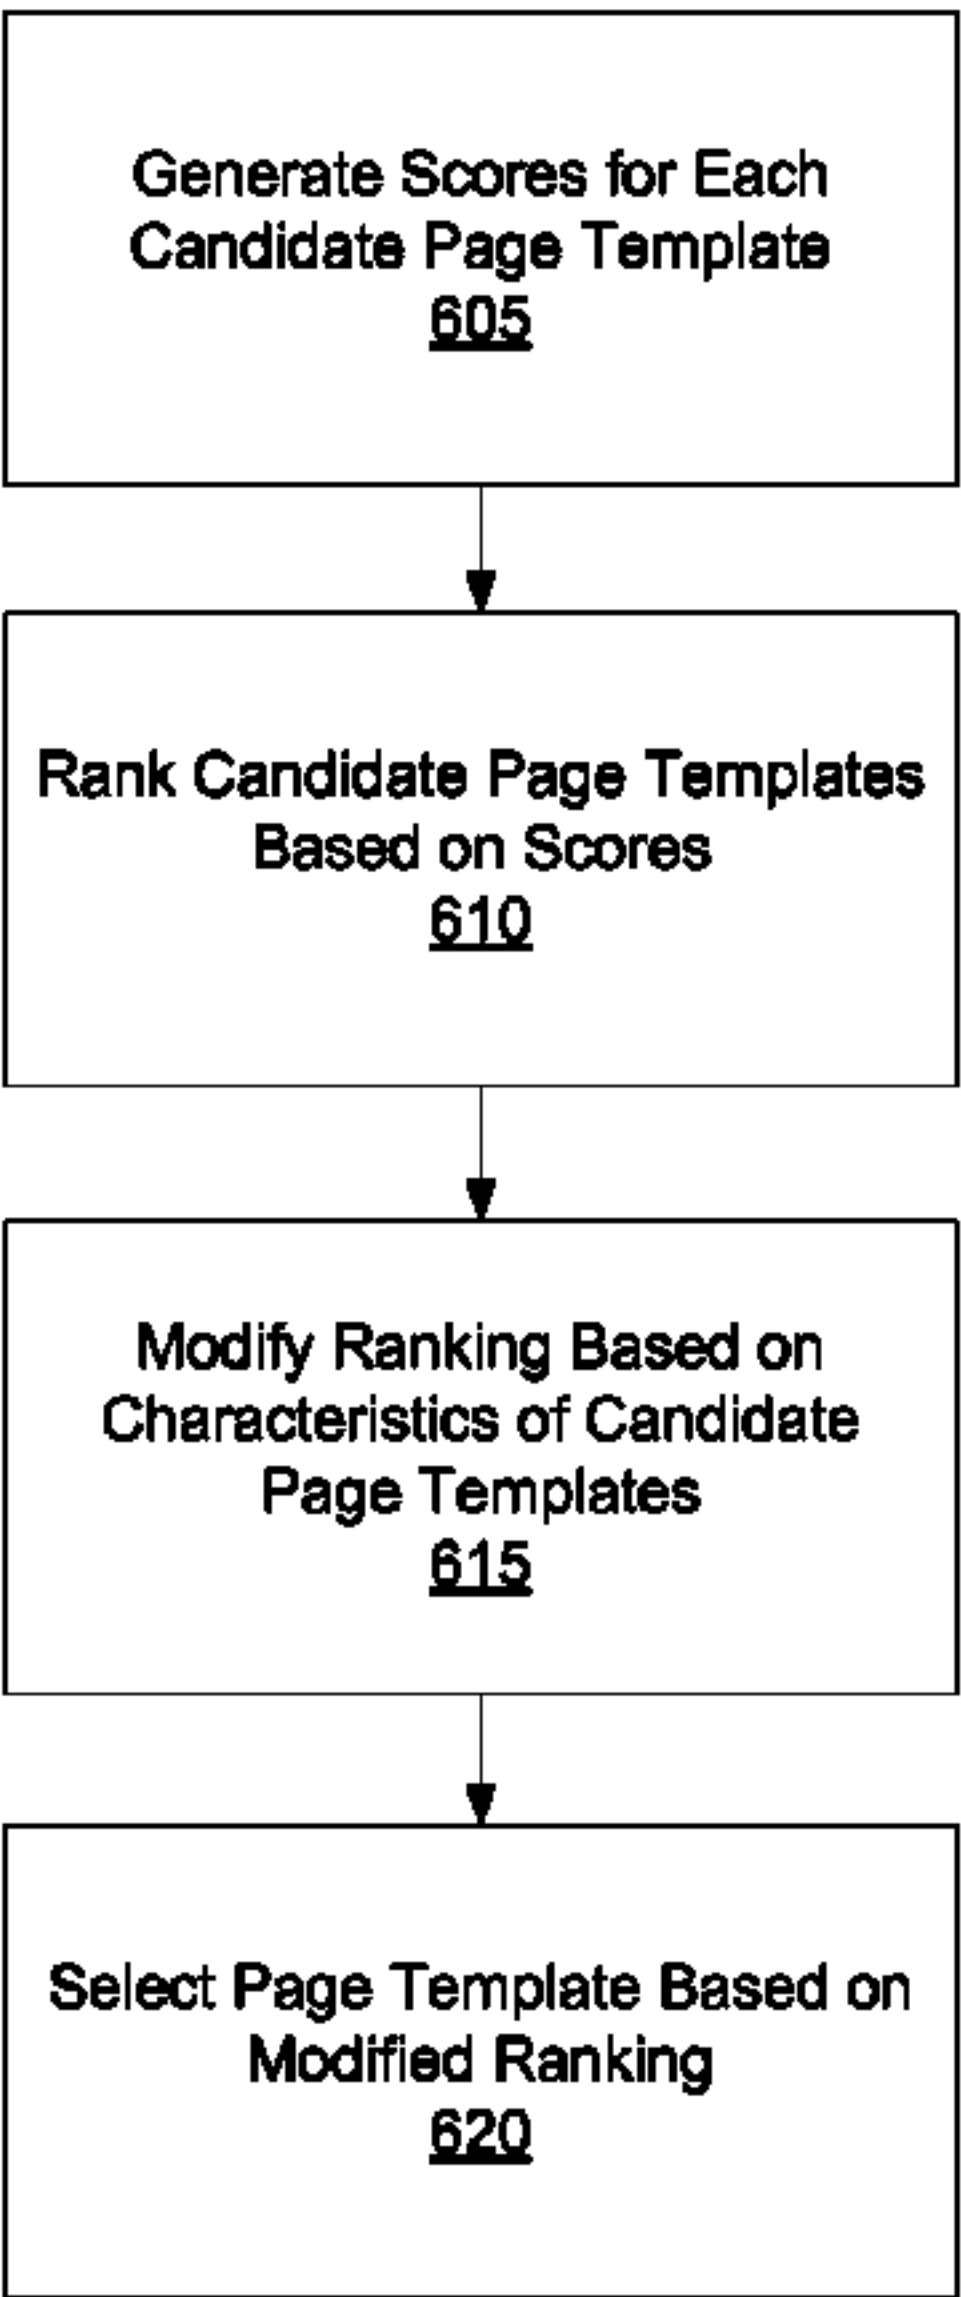 Generate Scores for Each
Candidate Page Template
605
Rank Candidate Page Templates
Based on Scores
610
Modify Ranking Based on
Characteristics of Candidate
Page Templates
615
Select Page Template Based on
Modified Ranking
620